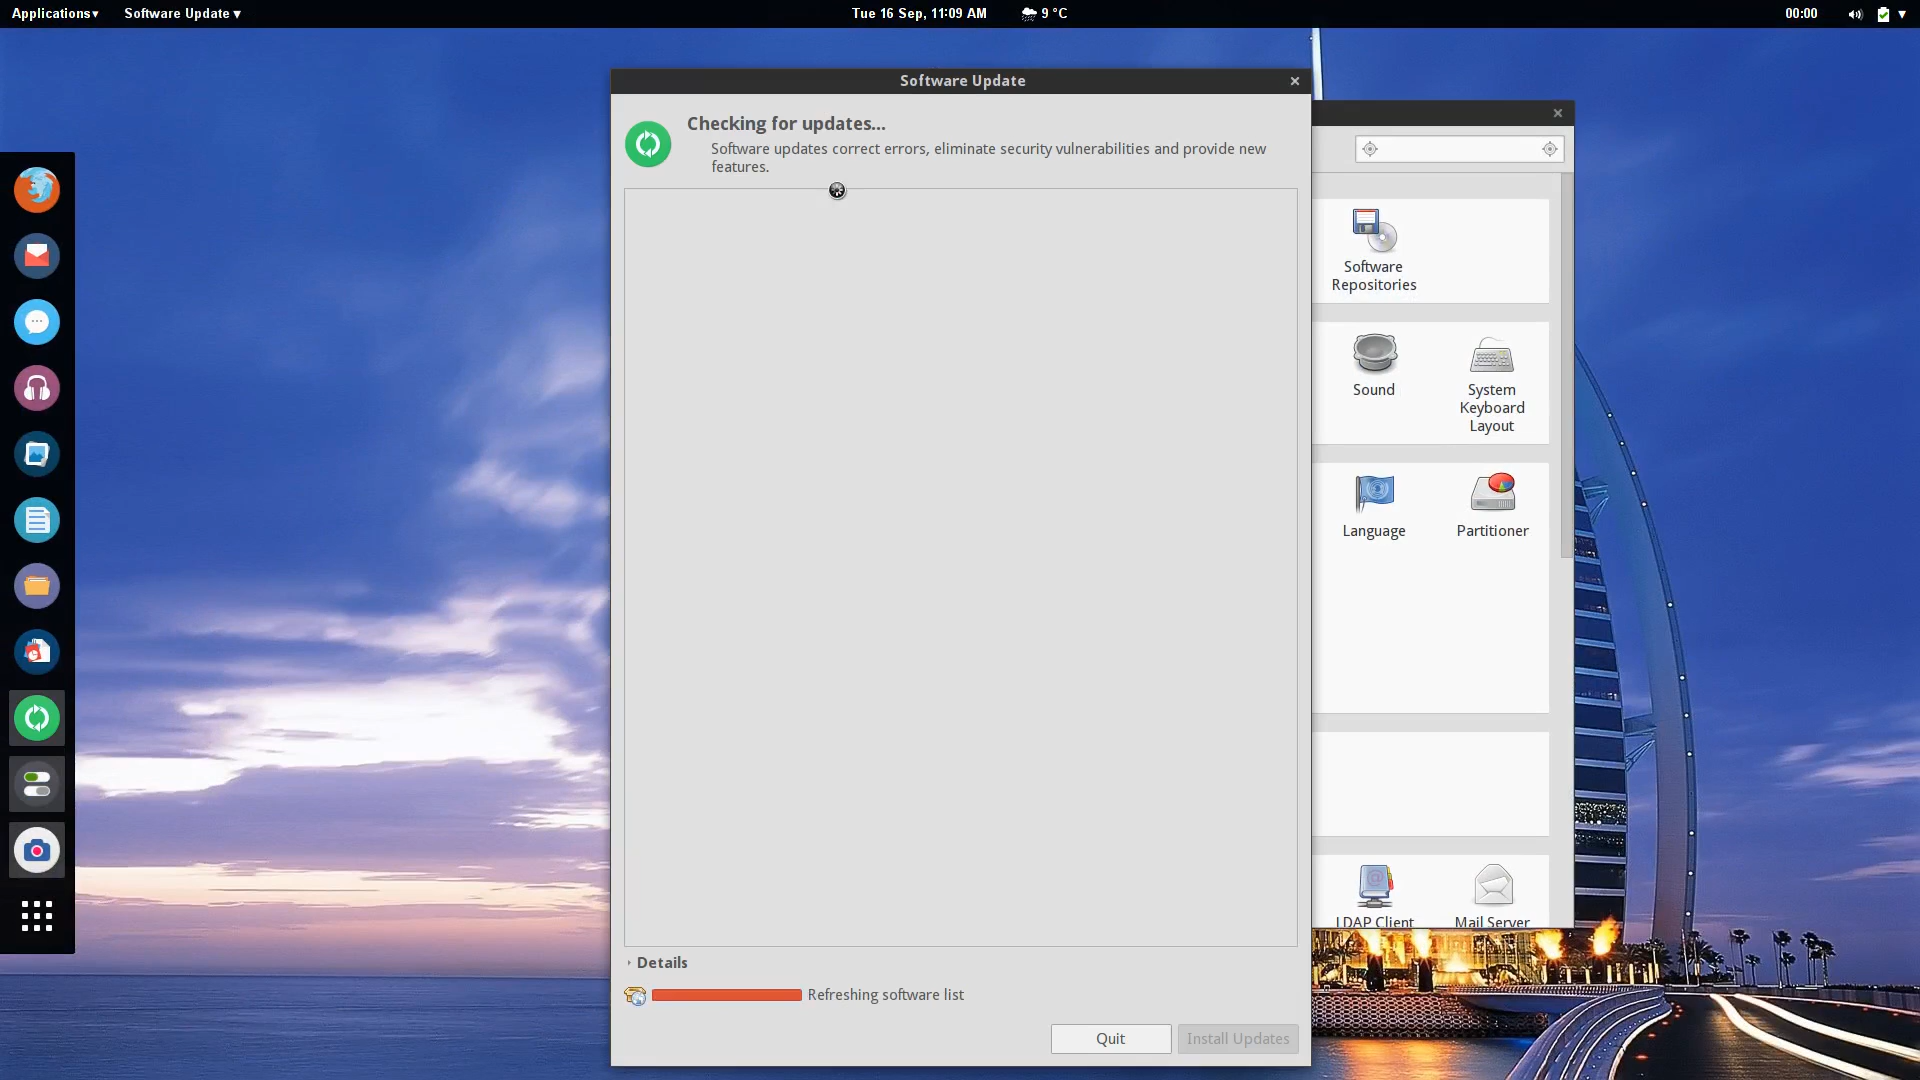 Applications▾ Software Update ▾ Tue 16 Sep, 11:09 AM 9 °C 00:00
Software Update
Checking for updates...
Software updates correct errors, eliminate security vulnerabilities and provide new
features.
Software
Repositories
Sound
System
Keyboard
Layout
Language
Partitioner
LDAP Client
Mail Server
Details
Refreshing software list
Quit
Install Updates